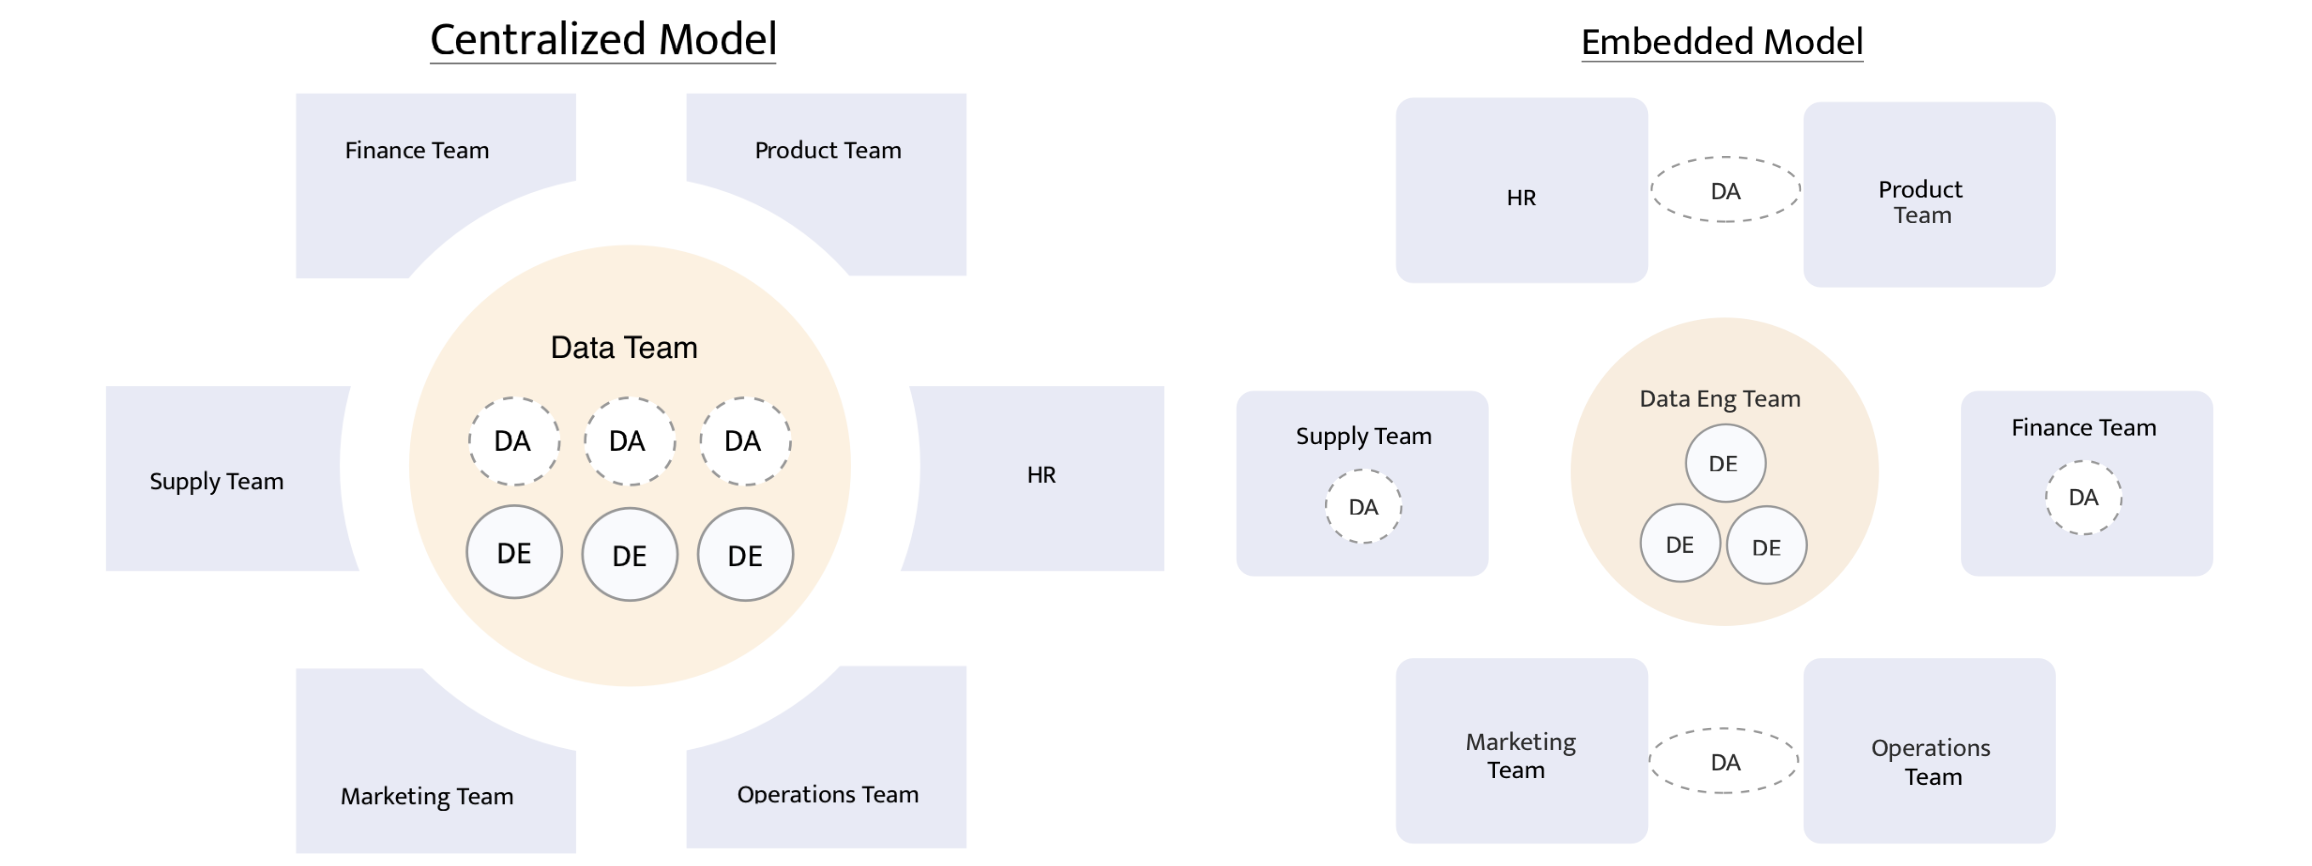 Centralized Model
Finance Team
Product Team
Data Team
DA
DA
DA
DE
DE
DE
Supply Team
HR
Marketing Team
Operations Team
Embedded Model
HR
DA
Product
Team
Supply Team
DA
Data Eng Team
DE
DE
DE
Finance Team
DA
Marketing
Team
DA
Operations
Team